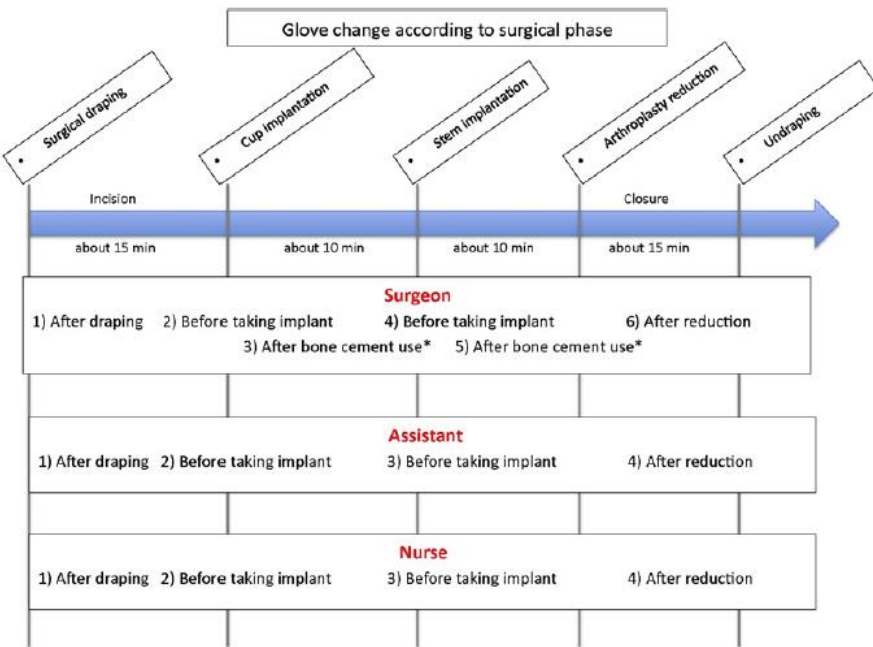 Glove change according to surgical phase
Surgical draping
Cup implantation
Stem implantation
Arthroplasty reduction
Undraping
Incision
Closure
about 15 min
about 10 min
about 10 min
about 15 min
Surgeon
1) After draping 2) Before taking implant 4) Before taking implant 6) After reduction
3) After bone cement use* 5) After bone cement use*
Assistant
1) After draping 2) Before taking implant 3) Before taking implant 4) After reduction
Nurse
1) After draping 2) Before taking implant 3) Before taking implant 4) After reduction